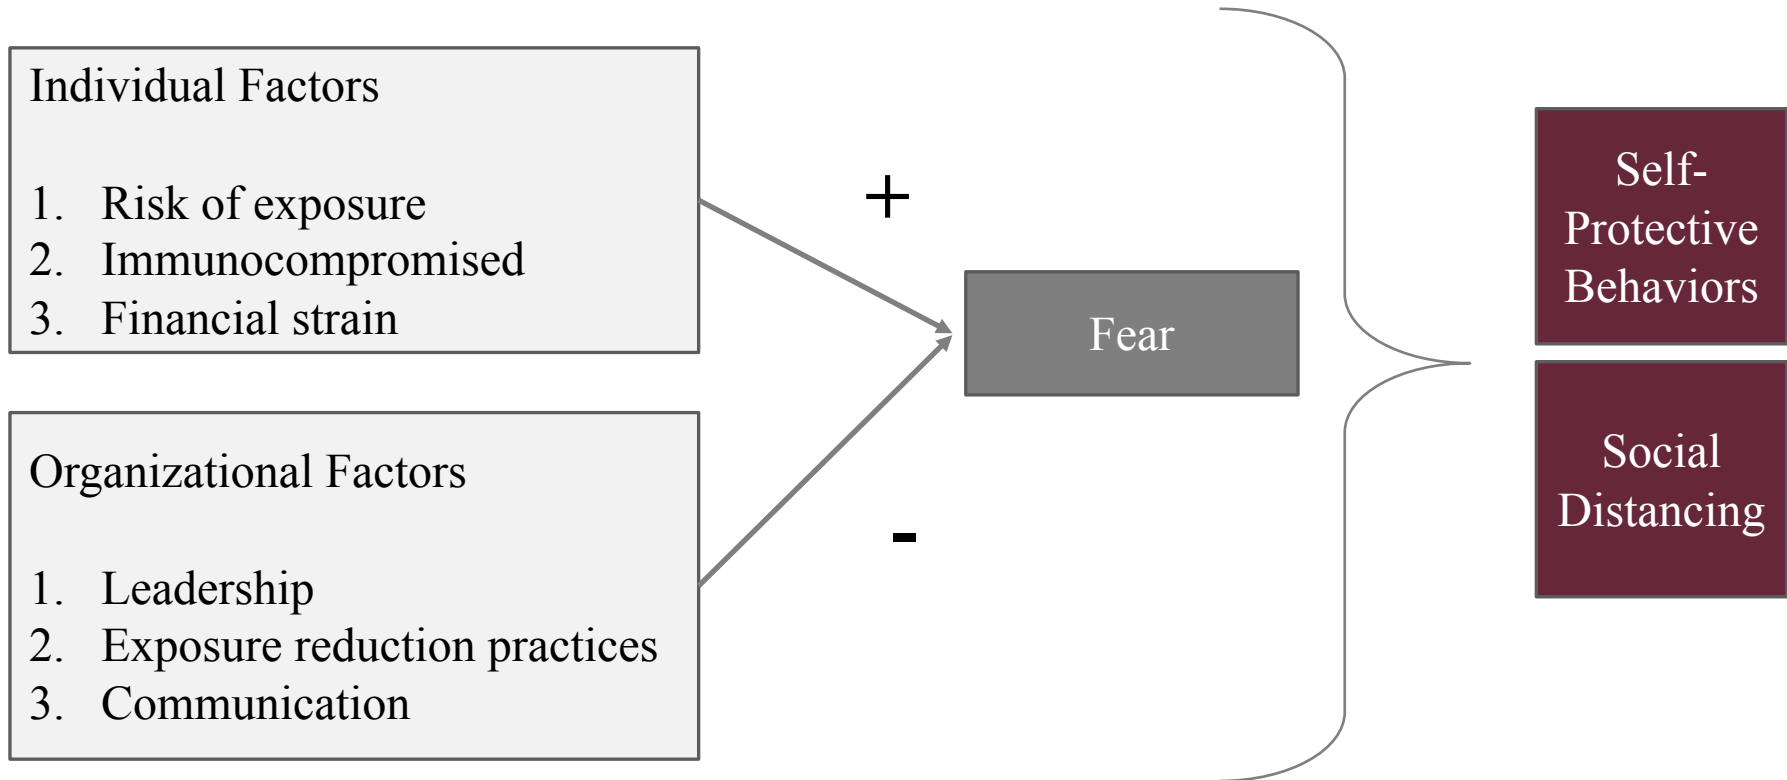 Individual Factors
1. Risk of exposure
2. Immunocompromised
3. Financial strain
Organizational Factors
1. Leadership
2. Exposure reduction practices
3. Communication
+
-
Fear
Self-
Protective
Behaviors
Social
Distancing